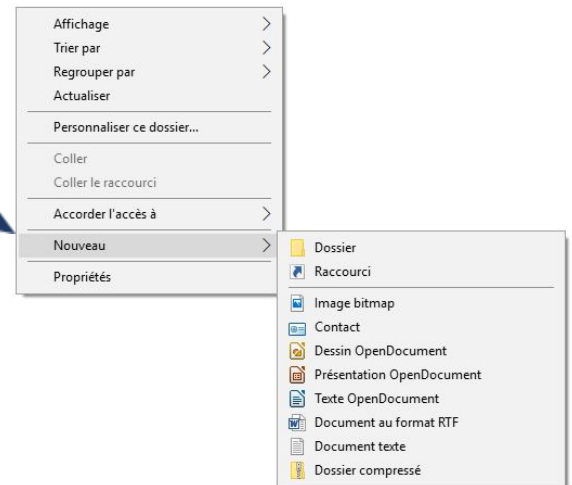 Affichage
Trier par
Regrouper par
Actualiser
Personnaliser ce dossier...
Coller
Coller le raccourci
Accorder l'accès à
Nouveau
Propriétés
Dossier
Raccourci
Image bitmap
Contact
Dessin OpenDocument
Présentation OpenDocument
Texte OpenDocument
Document au format RTF
Document texte
Dossier compressé